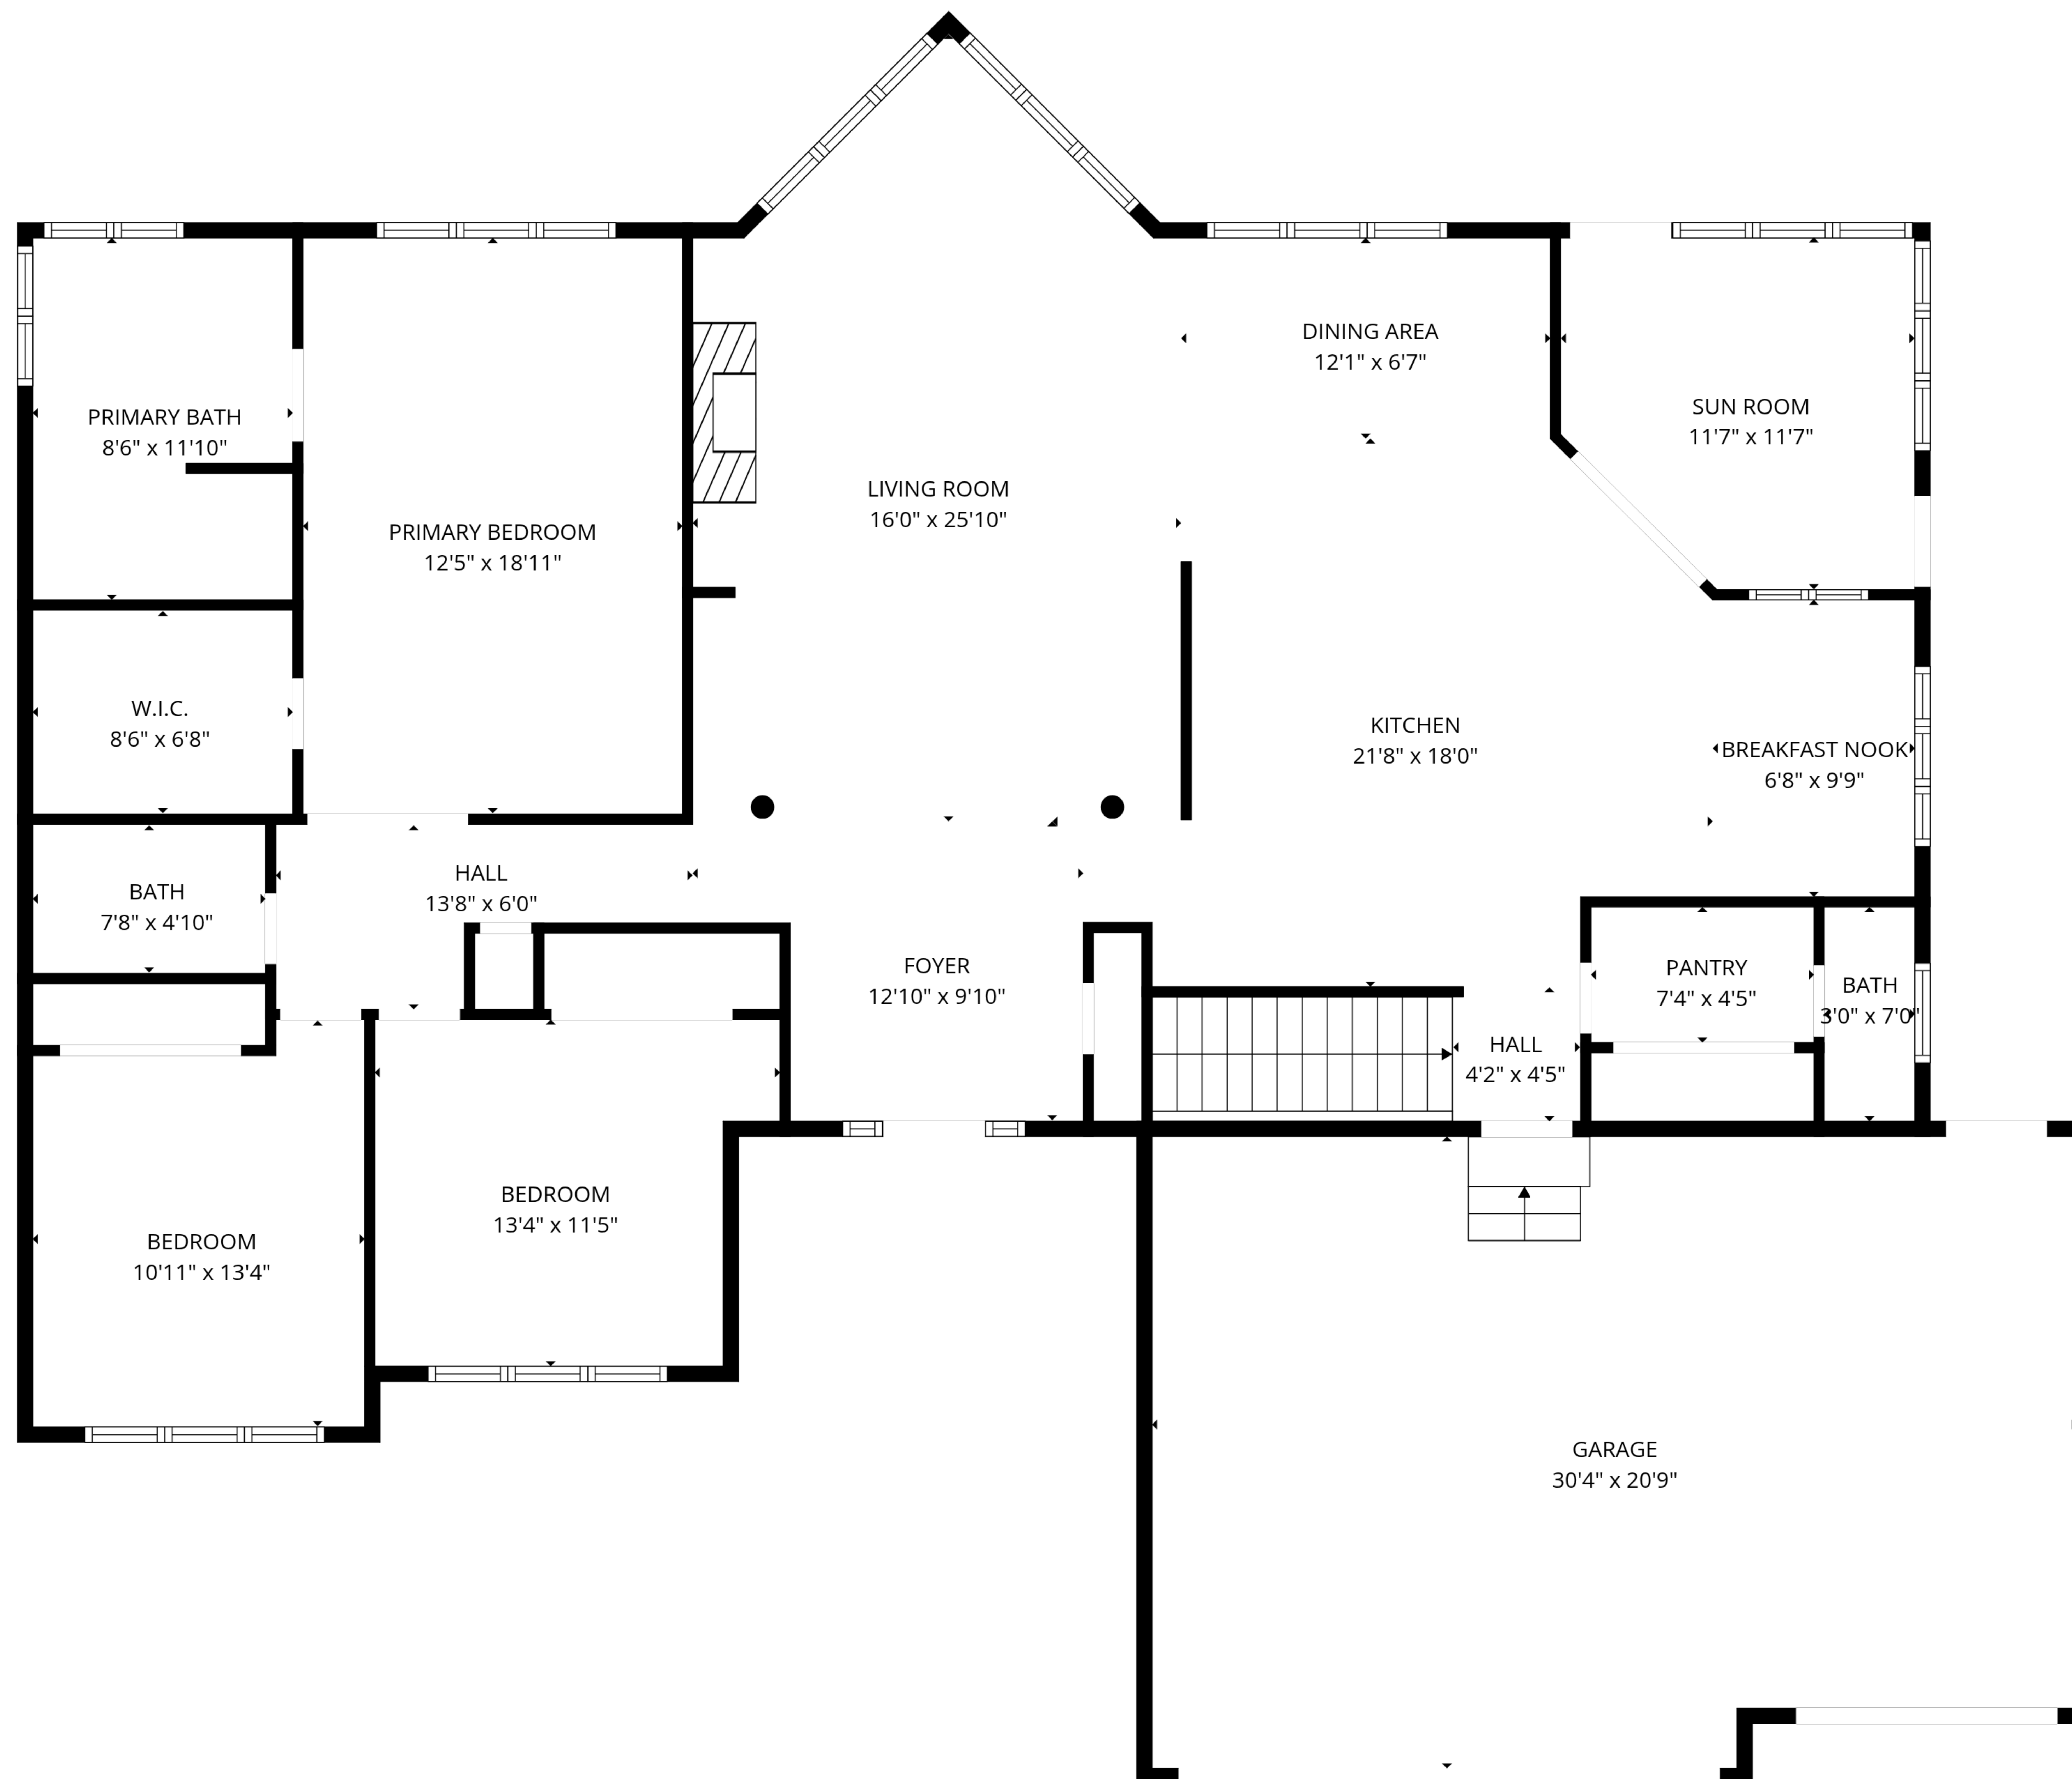 DINING AREA
12'1" x 6'7"
SUN ROOM
11'7" x 11'7"
PRIMARY BATH
8'6" x 11'10"
LIVING ROOM
16'0" x 25'10"
PRIMARY BEDROOM
12'5" x 18'11"
W.I.C.
8'6" x 6'8"
KITCHEN
21'8" x 18'0"
BREAKFAST NOOK
6'8" x 9'9"
HALL
13'8" x 6'0"
BATH
7'8" x 4'10"
FOYER
12'10" x 9'10"
PANTRY
7'4" x 4'5"
BATH
3'0" x 7'0"
HALL
4'2" x 4'5"
BEDROOM
13'4" x 11'5"
BEDROOM
10'11" x 13'4"
GARAGE
30'4" x 20'9"